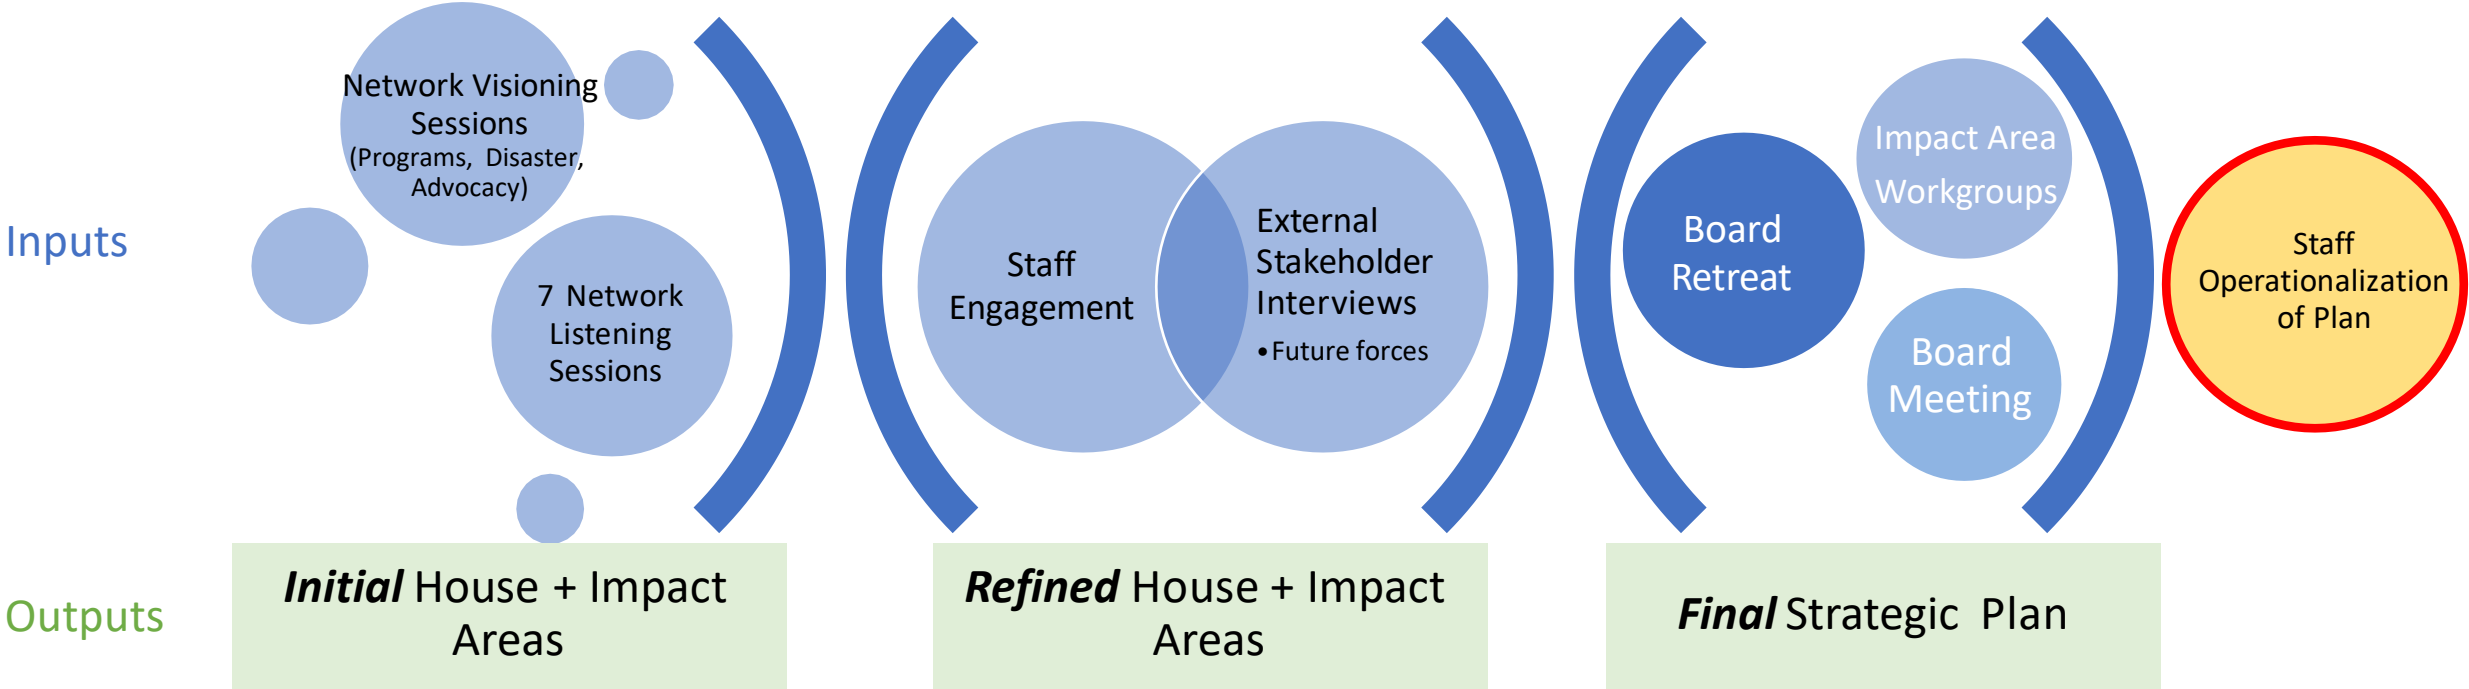 Inputs
Network Visioning
Sessions
(Programs, Disaster,
Advocacy)
7 Network
Listening
Sessions
Staff
Engagement
External
Stakeholder
Interviews
•Future forces
Board
Retreat
Impact Area
Workgroups
Board
Meeting
Staff
Operationalization
of Plan
Outputs
Initial House + Impact
Areas
Refined House + Impact
Areas
Final Strategic Plan